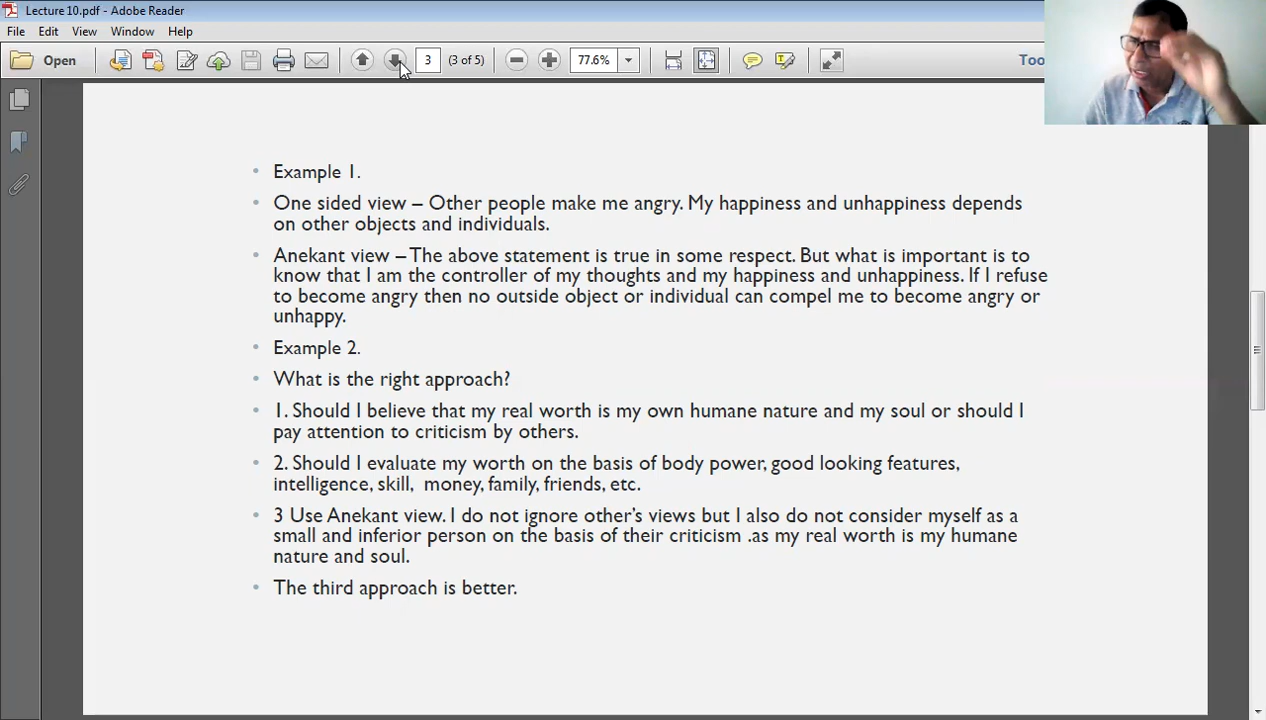 Lecture 10.pdf - Adobe Reader
File Edit View Window Help
Open 3 (3 of 5) 77.6% Too
• Example 1.
• One sided view – Other people make me angry. My happiness and unhappiness depends
on other objects and individuals.
• Anekant view – The above statement is true in some respect. But what is important is to
know that I am the controller of my thoughts and my happiness and unhappiness. If I refuse
to become angry then no outside object or individual can compel me to become angry or
unhappy.
• Example 2.
• What is the right approach?
• 1. Should I believe that my real worth is my own humane nature and my soul or should I
pay attention to criticism by others.
• 2. Should I evaluate my worth on the basis of body power, good looking features,
intelligence, skill, money, family, friends, etc.
• 3 Use Anekant view. I do not ignore other's views but I also do not consider myself as a
small and inferior person on the basis of their criticism .as my real worth is my humane
nature and soul.
• The third approach is better.